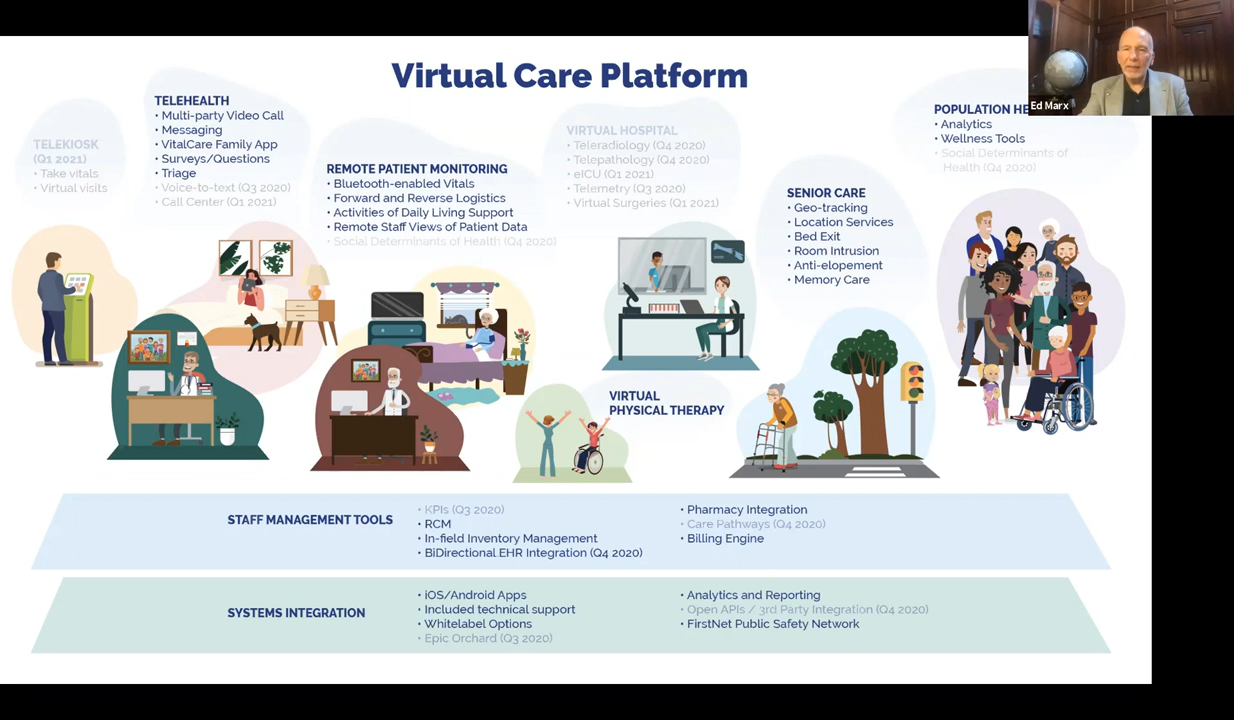 Virtual Care Platform
Ed Marx
TELEKIOSK
(Q1 2021)
• Take vitals
• Virtual visits
TELEHEALTH
• Multi-party Video Call
• Messaging
• VitalCare Family App
• Surveys/Questions
• Triage
• Voice-to-text (Q3 2020)
• Call Center (Q1 2021)
REMOTE PATIENT MONITORING
• Bluetooth-enabled Vitals
• Forward and Reverse Logistics
• Activities of Daily Living Support
• Remote Staff Views of Patient Data
• Social Determinants of Health (Q4 2020)
VIRTUAL HOSPITAL
• Teleradiology (Q4 2020)
• Telepathology (Q4 2020)
• eICU (Q1 2021)
• Telemetry (Q3 2020)
• Virtual Surgeries (Q1 2021)
SENIOR CARE
• Geo-tracking
• Location Services
• Bed Exit
• Room Intrusion
• Anti-elopement
• Memory Care
POPULATION HE
• Analytics
• Wellness Tools
• Social Determinants of
Health (Q4 2020)
VIRTUAL
PHYSICAL THERAPY
STAFF MANAGEMENT TOOLS
• KPIs (Q3 2020)
• RCM
• In-field Inventory Management
• BiDirectional EHR Integration (Q4 2020)
• Pharmacy Integration
• Care Pathways (Q4 2020)
• Billing Engine
SYSTEMS INTEGRATION
• iOS/Android Apps
• Included technical support
• Whitelabel Options
• Epic Orchard (Q3 2020)
• Analytics and Reporting
• Open APIs / 3rd Party Integration (Q4 2020)
• FirstNet Public Safety Network